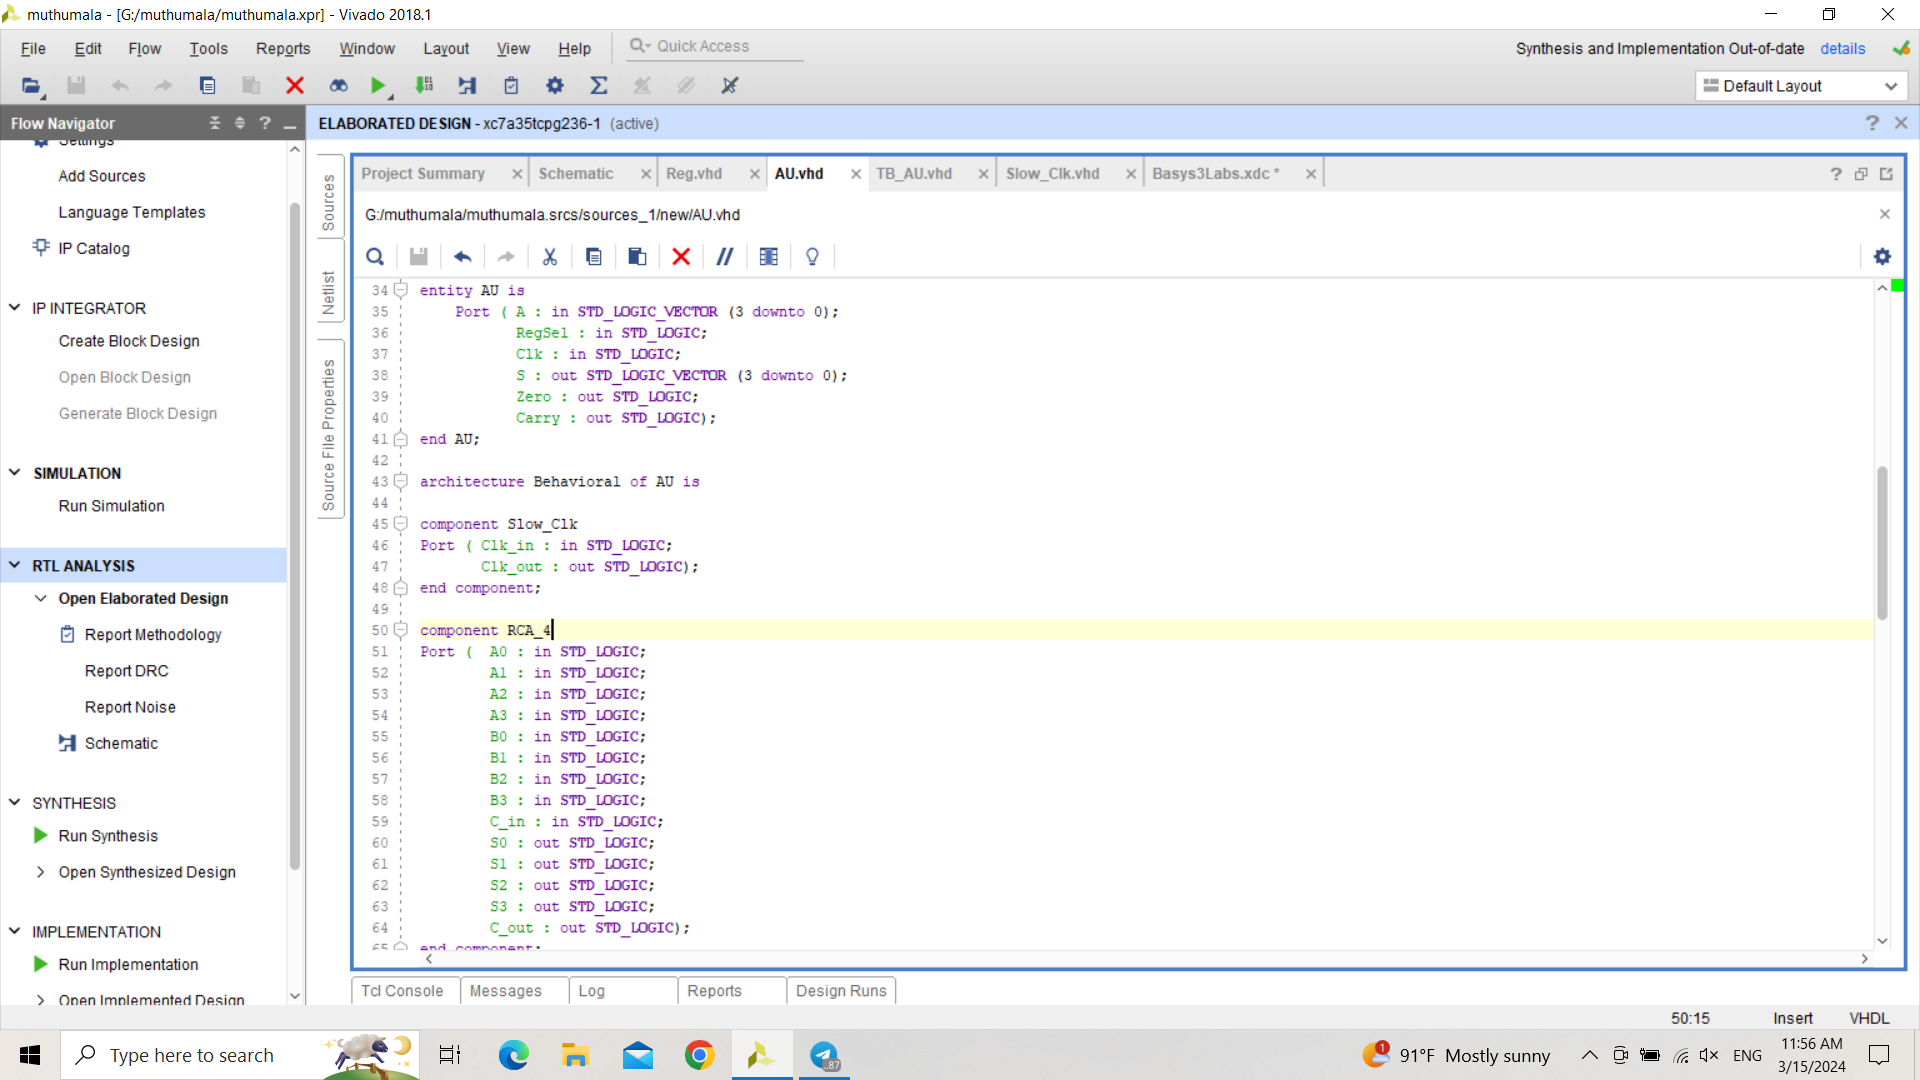 muthumala - [G:/muthumala/muthumala.xpr] - Vivado 2018.1
File Edit Flow Tools Reports Window Layout View Help Quick Access
Synthesis and Implementation Out-of-date details
Default Layout
Flow Navigator
Settings
Add Sources
Language Templates
IP Catalog
IP INTEGRATOR
Create Block Design
Open Block Design
Generate Block Design
SIMULATION
Run Simulation
RTL ANALYSIS
Open Elaborated Design
Report Methodology
Report DRC
Report Noise
Schematic
SYNTHESIS
Run Synthesis
Open Synthesized Design
IMPLEMENTATION
Run Implementation
Open Implemented Design
ELABORATED DESIGN - xc7a35tcpg236-1 (active)
Sources
Netlist
Source File Properties
Project Summary Schematic Reg.vhd AU.vhd TB_AU.vhd Slow_Clk.vhd Basys3Labs.xdc *
G:/muthumala/muthumala.srcs/sources_1/new/AU.vhd
34 entity AU is
35 Port ( A : in STD_LOGIC_VECTOR (3 downto 0);
36 RegSel : in STD_LOGIC;
37 Clk : in STD_LOGIC;
38 S : out STD_LOGIC_VECTOR (3 downto 0);
39 Zero : out STD_LOGIC;
40 Carry : out STD_LOGIC);
41 end AU;
42
43 architecture Behavioral of AU is
44
45 component Slow_Clk
46 Port ( Clk_in : in STD_LOGIC;
47 Clk_out : out STD_LOGIC);
48 end component;
49
50 component RCA_4
51 Port ( A0 : in STD_LOGIC;
52 A1 : in STD_LOGIC;
53 A2 : in STD_LOGIC;
54 A3 : in STD_LOGIC;
55 B0 : in STD_LOGIC;
56 B1 : in STD_LOGIC;
57 B2 : in STD_LOGIC;
58 B3 : in STD_LOGIC;
59 C_in : in STD_LOGIC;
60 S0 : out STD_LOGIC;
61 S1 : out STD_LOGIC;
62 S2 : out STD_LOGIC;
63 S3 : out STD_LOGIC;
64 C_out : out STD_LOGIC);
65 end component;
Tcl Console Messages Log Reports Design Runs
50:15 Insert VHDL
Type here to search
..87
1
91°F Mostly sunny
ENG
11:56 AM
3/15/2024